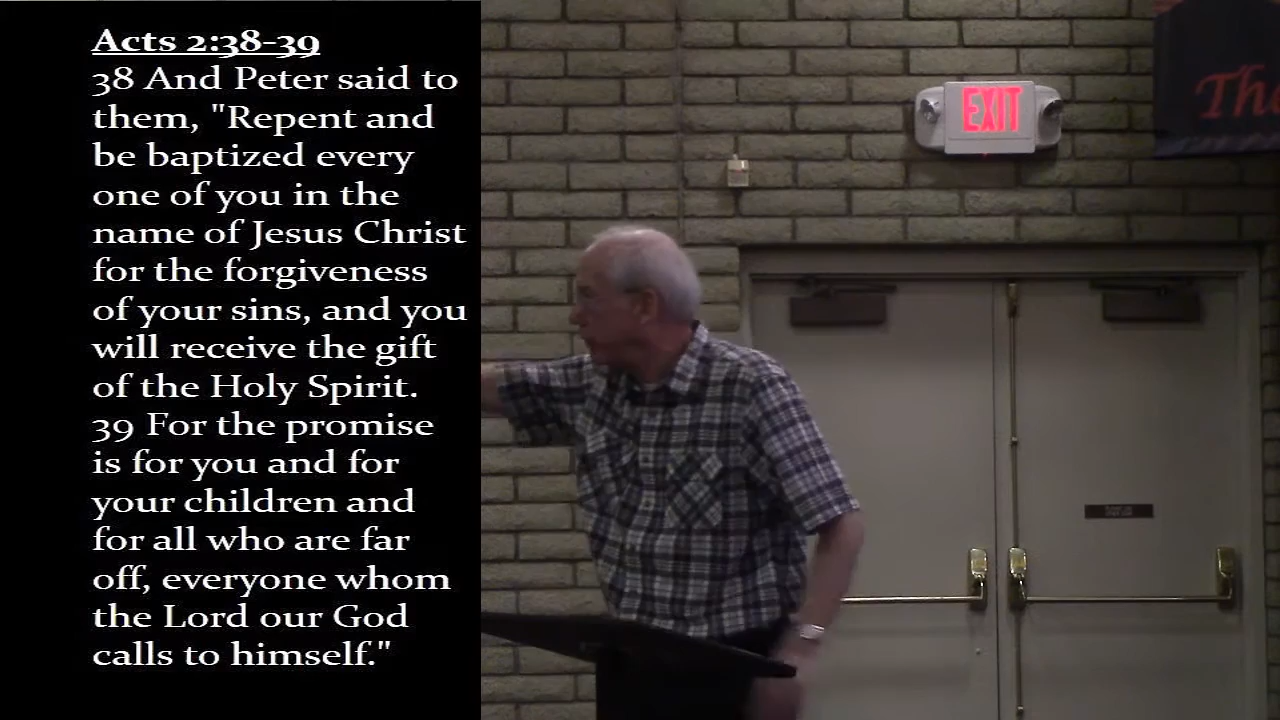 Acts 2:38-39
38 And Peter said to
them, "Repent and
be baptized every
one of you in the
name of Jesus Christ
for the forgiveness
of your sins, and you
will receive the gift
of the Holy Spirit.
39 For the promise
is for you and for
your children and
for all who are far
off, everyone whom
the Lord our God
calls to himself."
EXIT